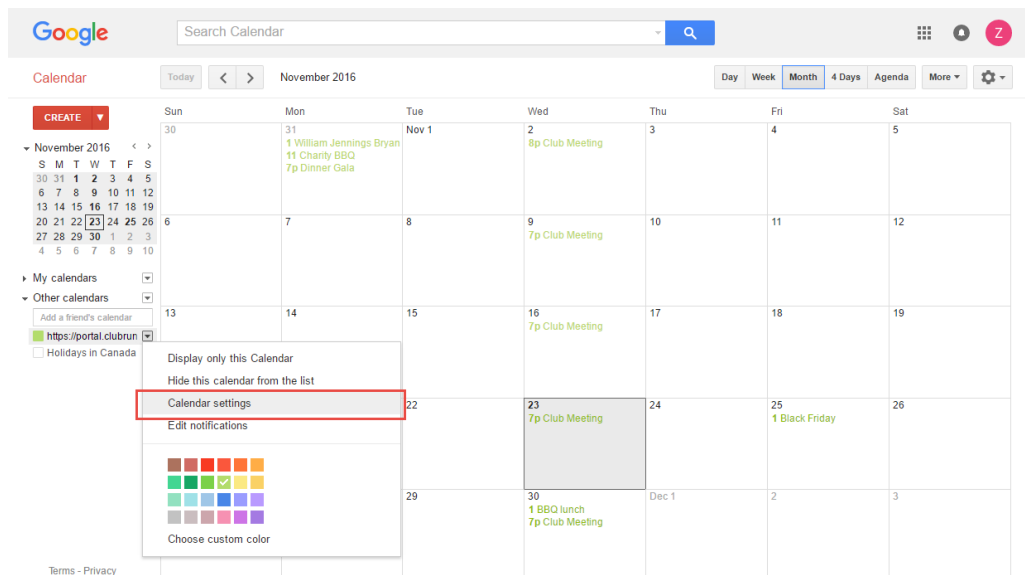 Google
Search Calendar
Z
Calendar
Today
November 2016
Day Week Month 4 Days Agenda More
CREATE
November 2016
S M T W T F S
30 31 1 2 3 4 5
6 7 8 9 10 11 12
13 14 15 16 17 18 19
20 21 22 23 24 25 26
27 28 29 30 1 2 3
4 5 6 7 8 9 10
My calendars
Other calendars
Add a friend's calendar
https://portal.clubrun
Holidays in Canada
Sun Mon Tue Wed Thu Fri Sat
30 31 Nov 1 2 3 4 5
1 William Jennings Bryan
11 Charity BBQ
7p Dinner Gala
8p Club Meeting
6 7 8 9 10 11 12
7p Club Meeting
13 14 15 16 17 18 19
7p Club Meeting
22 23 24 25 26
7p Club Meeting
1 Black Friday
29 30 Dec 1 2 3
1 BBQ lunch
7p Club Meeting
Display only this Calendar
Hide this calendar from the list
Calendar settings
Edit notifications
Choose custom color
Terms - Privacy